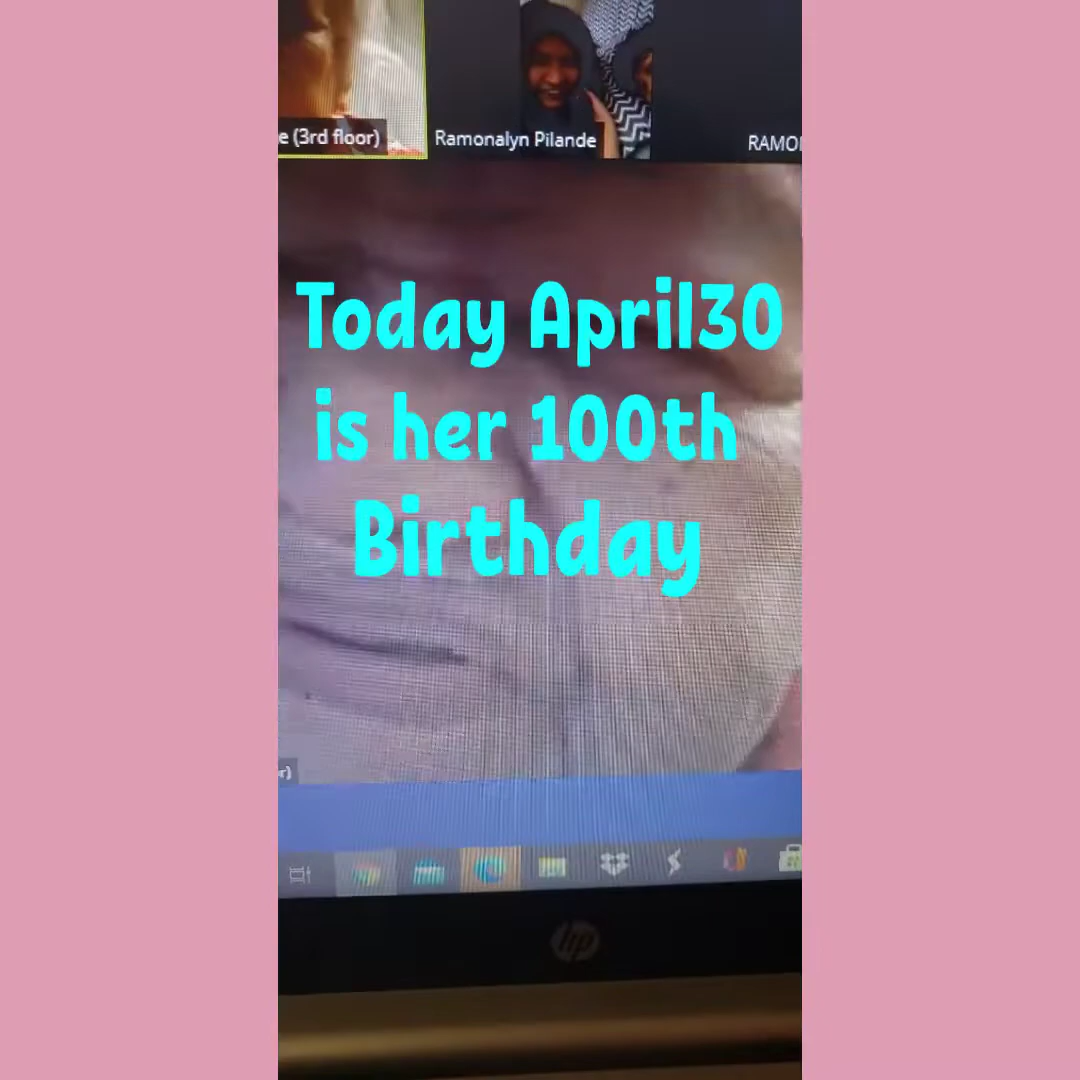 e (3rd floor)
Ramonalyn Pilande
RAMO
Today April30
is her 100th
Birthday
r)
hp